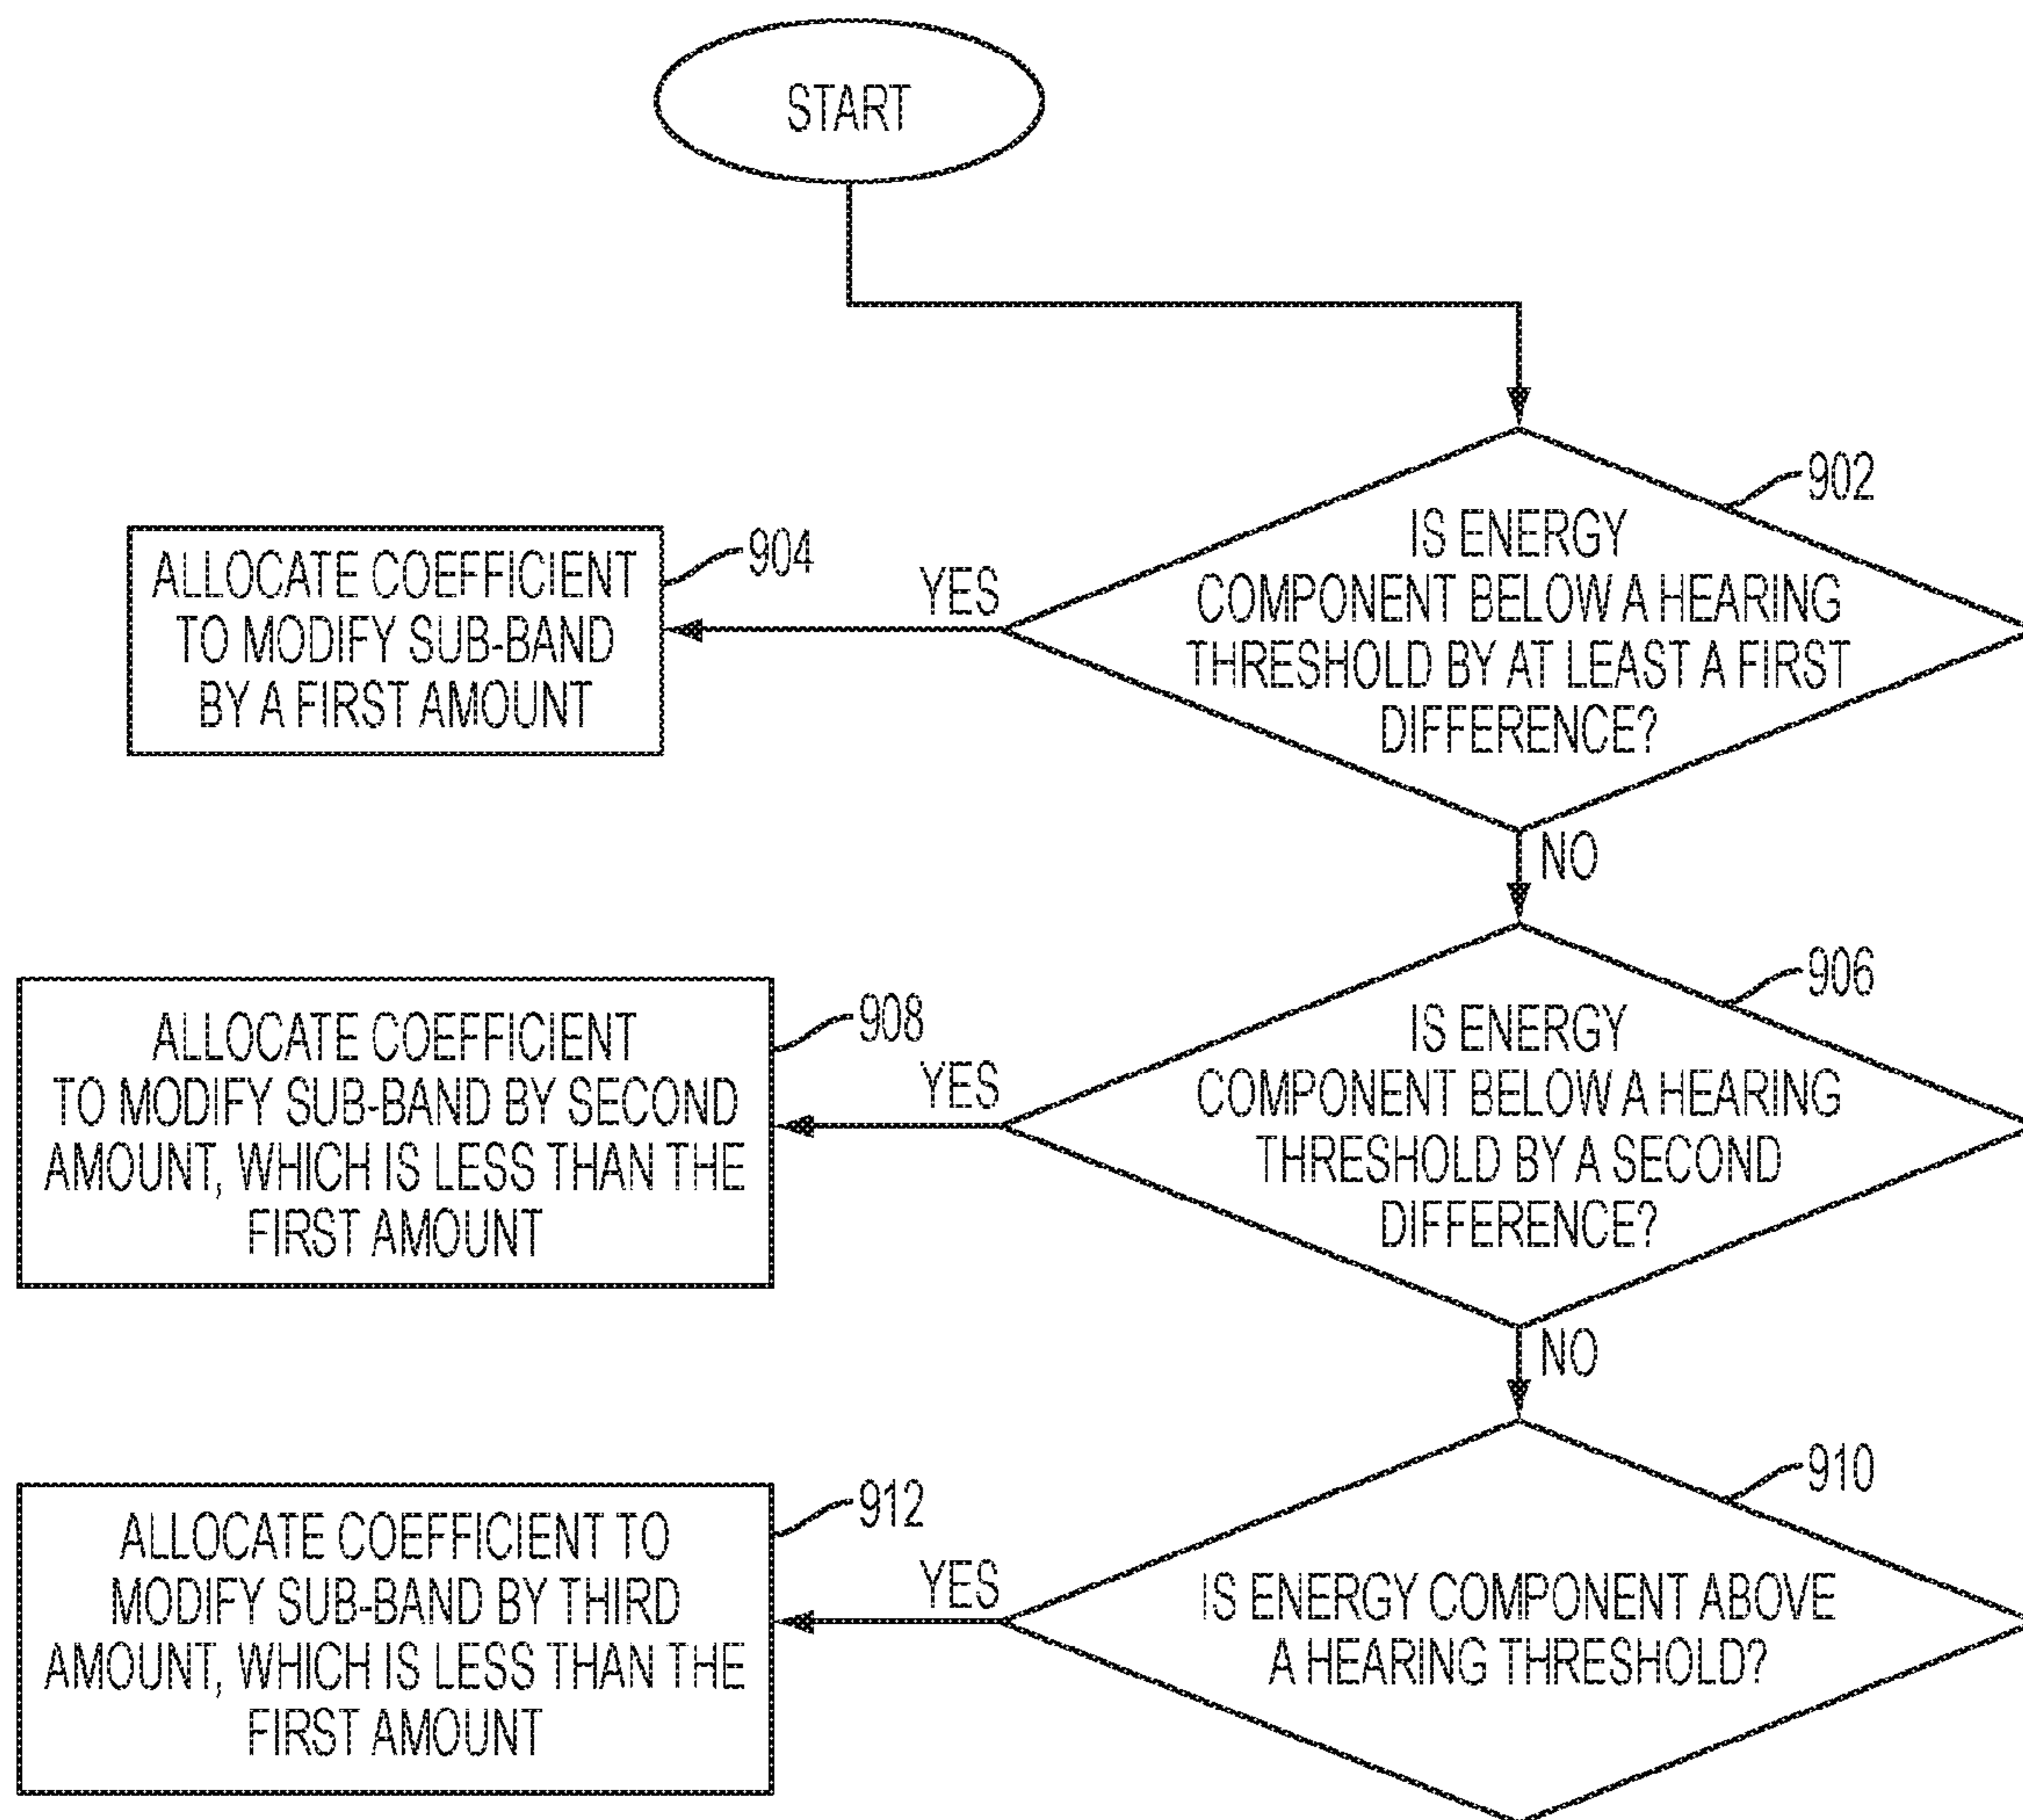 START
902
IS ENERGY
COMPONENT BELOW A HEARING
THRESHOLD BY AT LEAST A FIRST
DIFFERENCE?
YES
904
ALLOCATE COEFFICIENT
TO MODIFY SUB-BAND
BY A FIRST AMOUNT
NO
906
IS ENERGY
COMPONENT BELOW A HEARING
THRESHOLD BY A SECOND
DIFFERENCE?
YES
908
ALLOCATE COEFFICIENT
TO MODIFY SUB-BAND BY SECOND
AMOUNT, WHICH IS LESS THAN THE
FIRST AMOUNT
NO
910
IS ENERGY COMPONENT ABOVE
A HEARING THRESHOLD?
YES
912
ALLOCATE COEFFICIENT TO
MODIFY SUB-BAND BY THIRD
AMOUNT, WHICH IS LESS THAN THE
FIRST AMOUNT